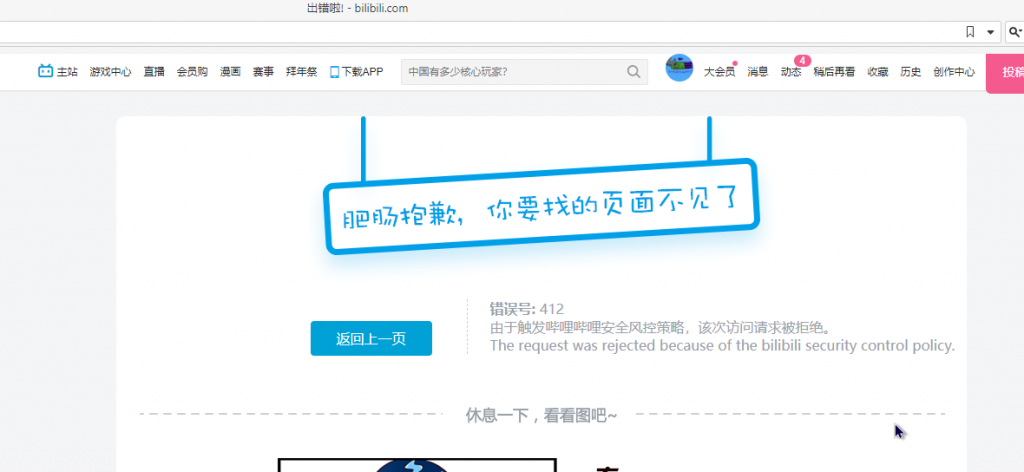 出错啦! - bilibili.com
主站 游戏中心 直播 会员购 漫画 赛事 拜年祭 下载APP 中国有多少核心玩家? 大会员 消息 动态 4 稍后再看 收藏 历史 创作中心 投稿
肥肠抱歉, 你要找的页面不见了
错误号: 412
返回上一页
由于触发哔哩哔哩安全风控策略，该次访问请求被拒绝。
The request was rejected because of the bilibili security control policy.
休息一下，看看图吧~